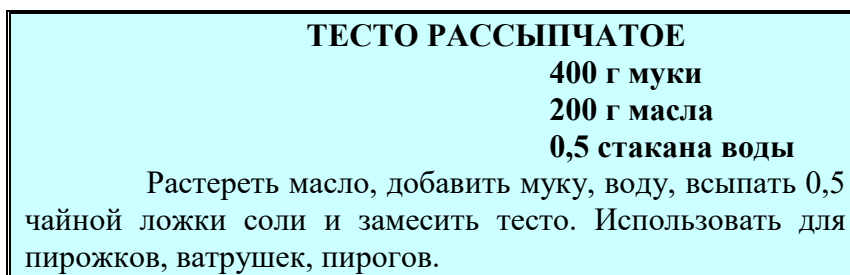 ТЕСТО РАССЫПЧАТОЕ
400 г муки
200 г масла
0,5 стакана воды
Растереть масло, добавить муку, воду, всыпать 0,5
чайной ложки соли и замесить тесто. Использовать для
пирожков, ватрушек, пирогов.